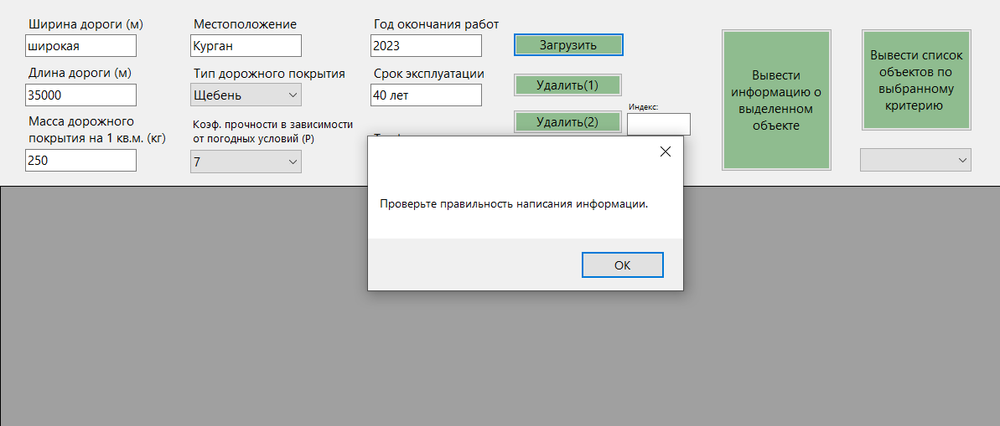 Ширина дороги (м)
широкая
Длина дороги (м)
35000
Масса дорожного
покрытия на 1 кв.м. (кг)
250
Местоположение
Курган
Тип дорожного покрытия
Щебень
Коэф. прочности в зависимости
от погодных условий (P)
7
Год окончания работ
2023
Срок эксплуатации
40 лет
Загрузить
Удалить(1)
Удалить(2)
Индекс:
Вывести
информацию о
выделенном
объекте
Вывести список
объектов по
выбранному
критерию
Проверьте правильность написания информации.
OK